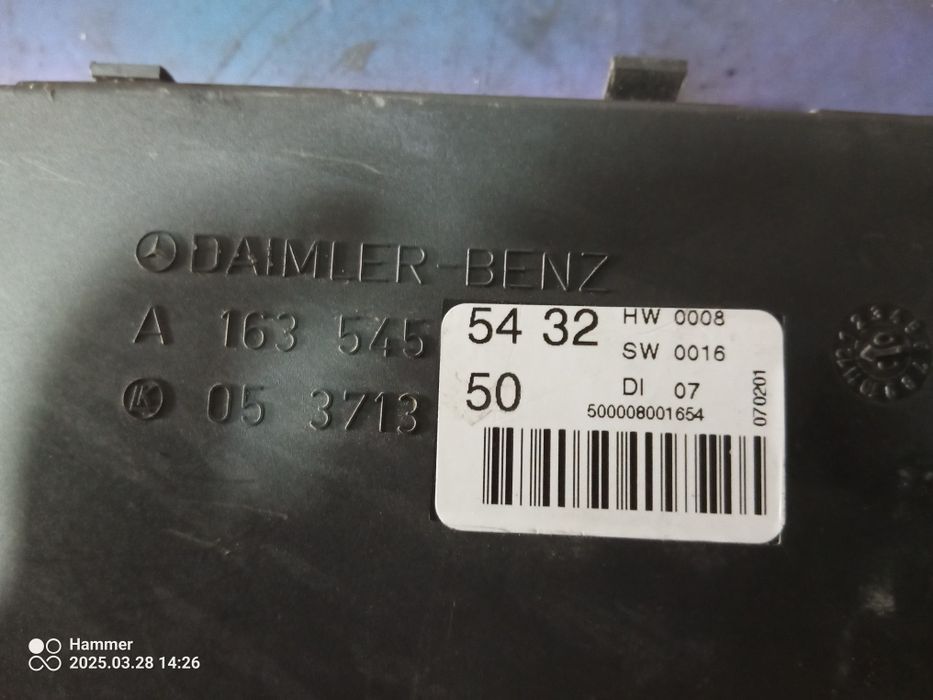 DAIMLER-BENZ
A 163 545 54 32
LK 05 3713 50
HW 0008
SW 0016
DI 07
500008001654
070201
Hammer
2025.03.28 14:26